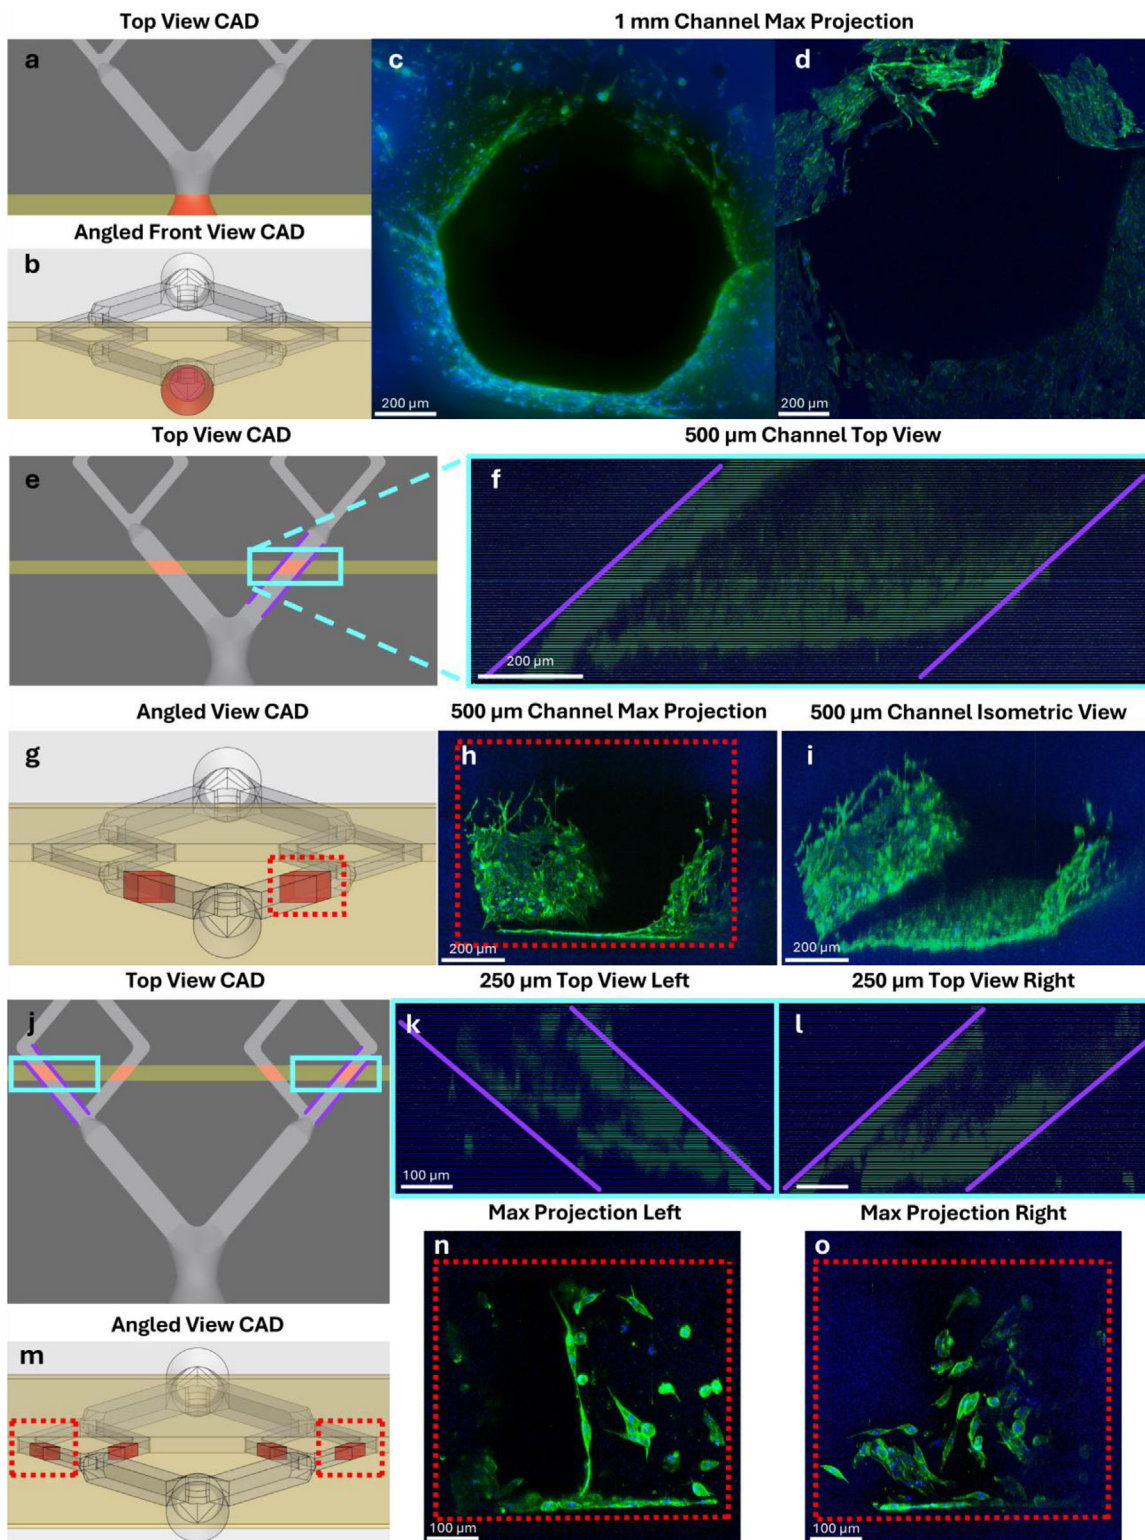 Top View CAD
1 mm Channel Max Projection
a
c
d
Angled Front View CAD
b
200 µm
200 µm
Top View CAD
500 µm Channel Top View
e
f
200 µm
Angled View CAD
500 µm Channel Max Projection
500 µm Channel Isometric View
g
h
i
200 µm
200 µm
Top View CAD
250 µm Top View Left
250 µm Top View Right
j
k
l
100 µm
Max Projection Left
Max Projection Right
n
o
Angled View CAD
m
100 µm
100 µm